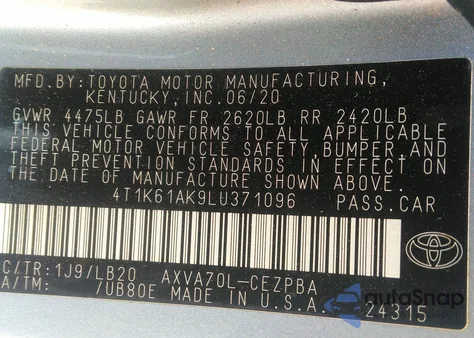 MFD.BY:TOYOTA MOTOR MANUFACTURING,
KENTUCKY,INC.06/20
GVWR 4475LB GAWR FR 2620LB RR 2420LB
THIS VEHICLE CONFORMS TO ALL APPLICABLE
FEDERAL MOTOR VEHICLE SAFETY,BUMPER,AND
THEFT PREVENTION STANDARDS IN EFFECT ON
THE DATE OF MANUFACTURE SHOWN ABOVE.
4T1K61AK9LU371096 PASS.CAR
C/TR:1J9/LB20 AXVA70L-CEZPBA
A/TM: /UB80E MADE IN U.S.A.
24315
autoSnap